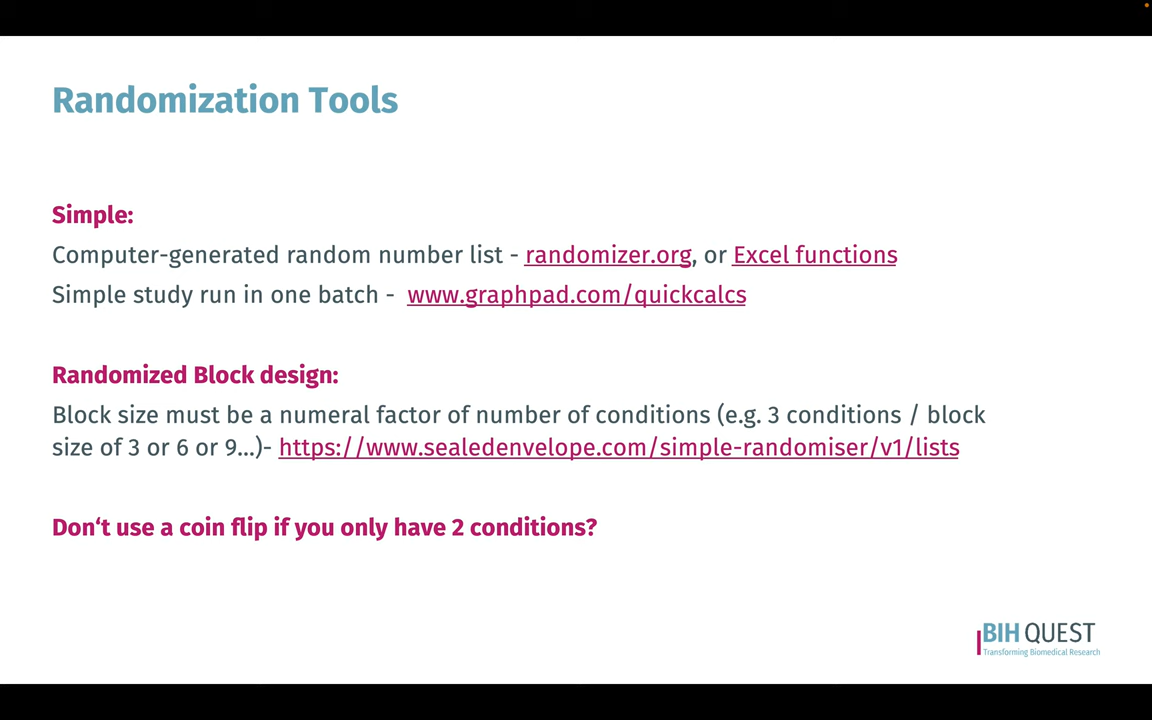 Randomization Tools
Simple:
Computer-generated random number list - randomizer.org, or Excel functions
Simple study run in one batch - www.graphpad.com/quickcalcs
Randomized Block design:
Block size must be a numeral factor of number of conditions (e.g. 3 conditions / block
size of 3 or 6 or 9...)- https://www.sealedenvelope.com/simple-randomiser/v1/lists
Don‘t use a coin flip if you only have 2 conditions?
BIH QUEST
Transforming Biomedical Research